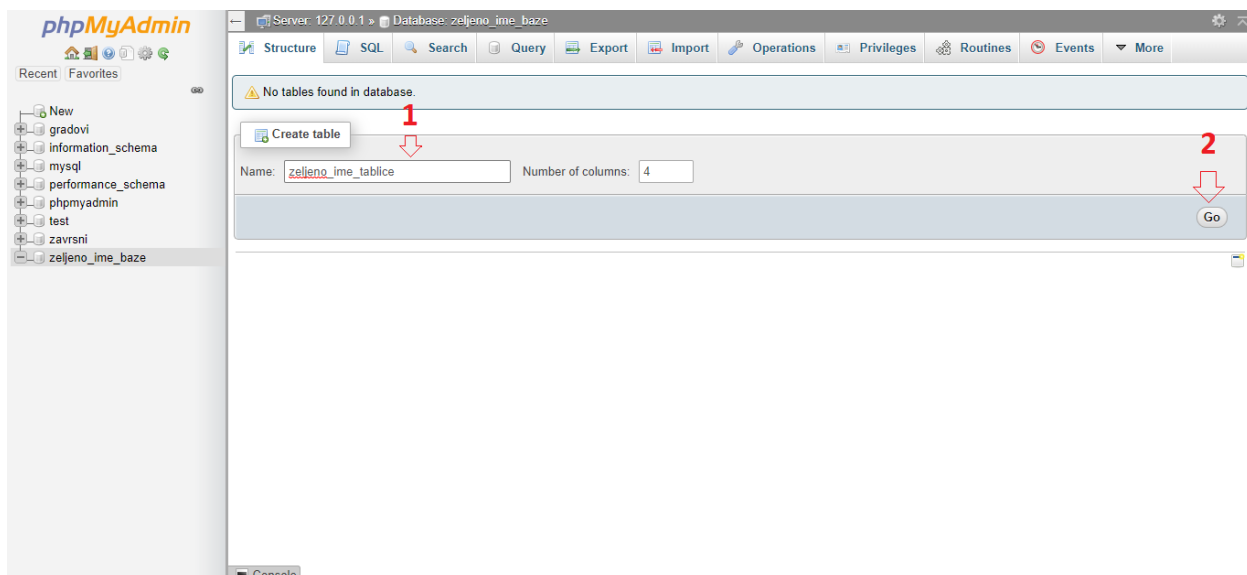 phpMyAdmin
Recent Favorites
New
gradovi
information_schema
mysql
performance_schema
phpmyadmin
test
zavrsni
zeljeno_ime_baze
Server: 127.0.0.1 » Database: zeljeno_ime_baze
Structure SQL Search Query Export Import Operations Privileges Routines Events More
No tables found in database.
1
Create table
2
Name: zeljeno_ime_tablice Number of columns: 4
Go
Console